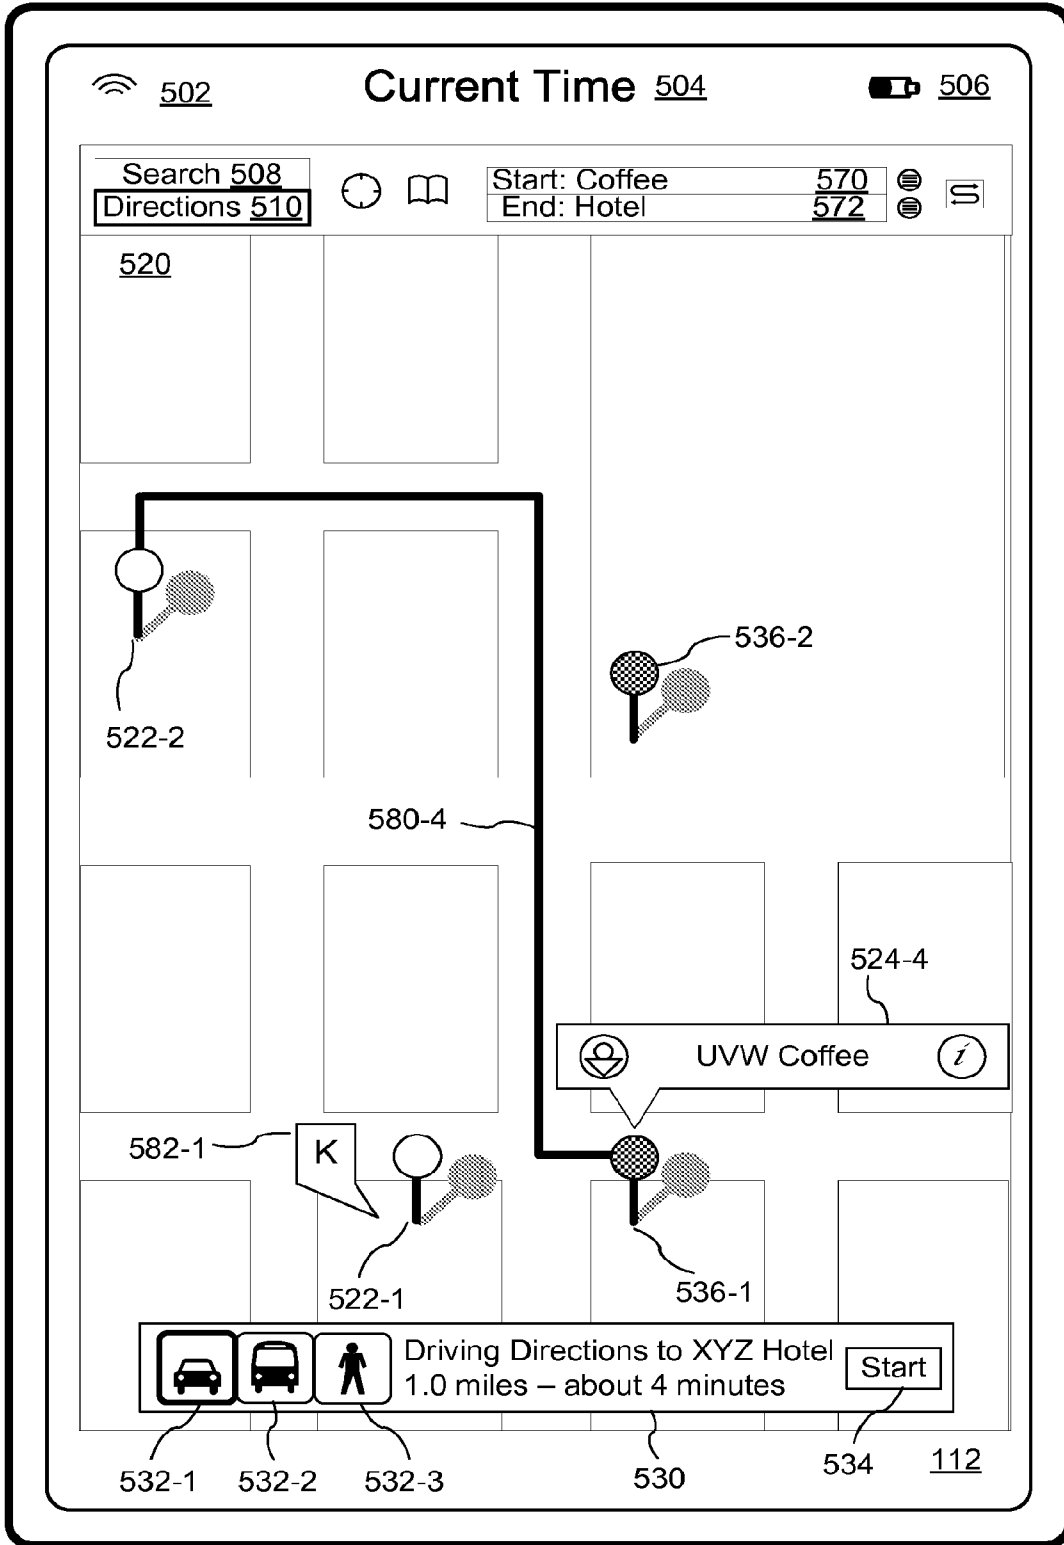 502
Current Time 504
506
Search 508
Directions 510
Start: Coffee 570
End: Hotel 572
520
536-2
522-2
580-4
524-4
UVW Coffee
i
582-1
K
522-1
536-1
Driving Directions to XYZ Hotel
1.0 miles – about 4 minutes
Start
532-1
532-2
532-3
530
534
112